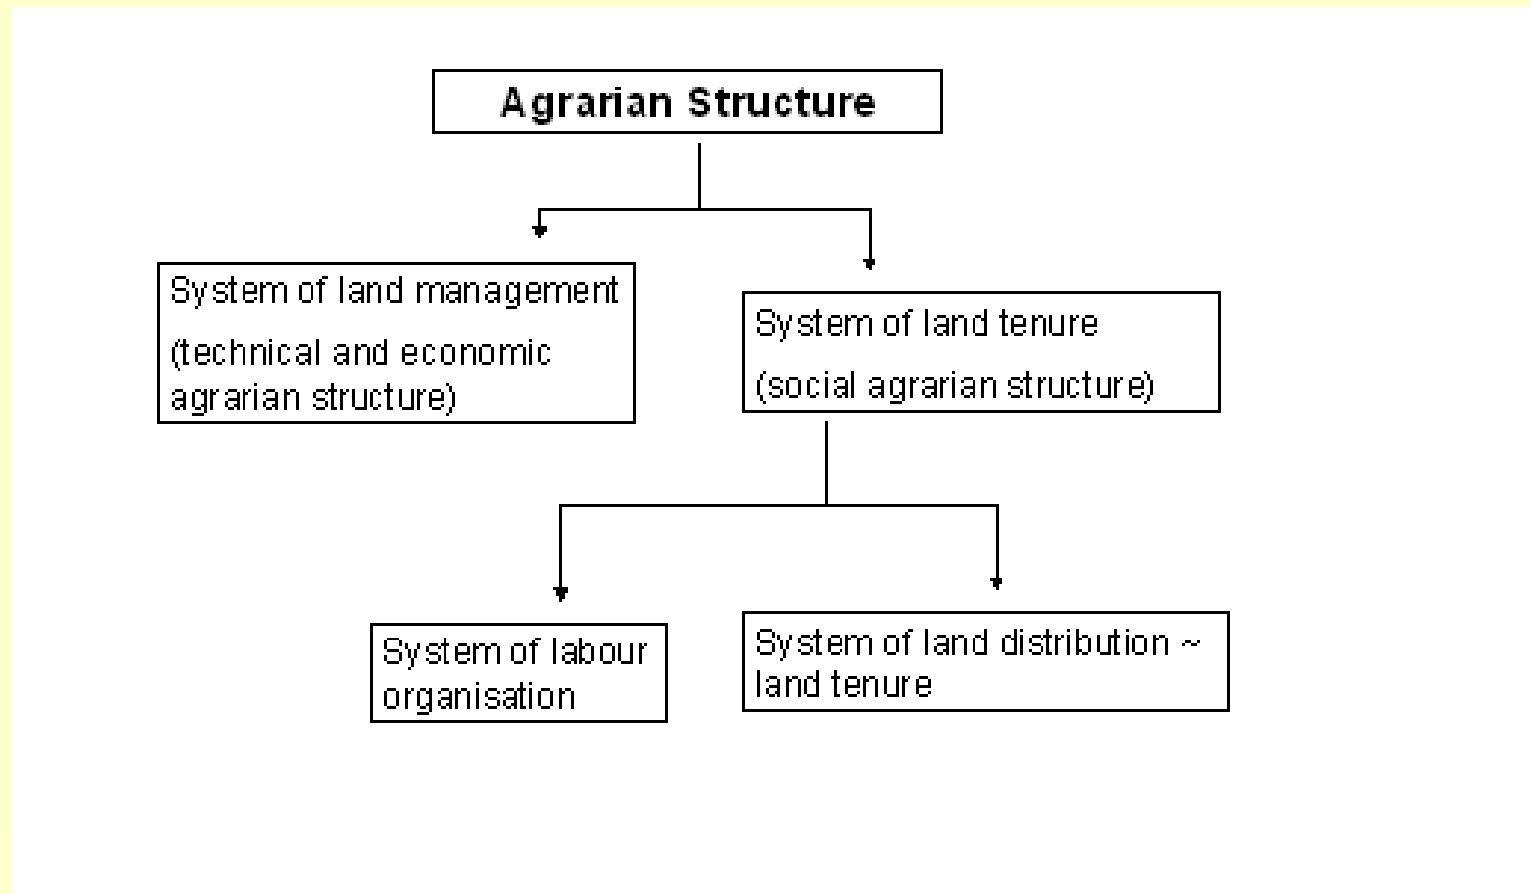 Agrarian Structure
System of land management
(technical and economic
agrarian structure)
System of land tenure
(social agrarian structure)
System of labour
organisation
System of land distribution ~
land tenure